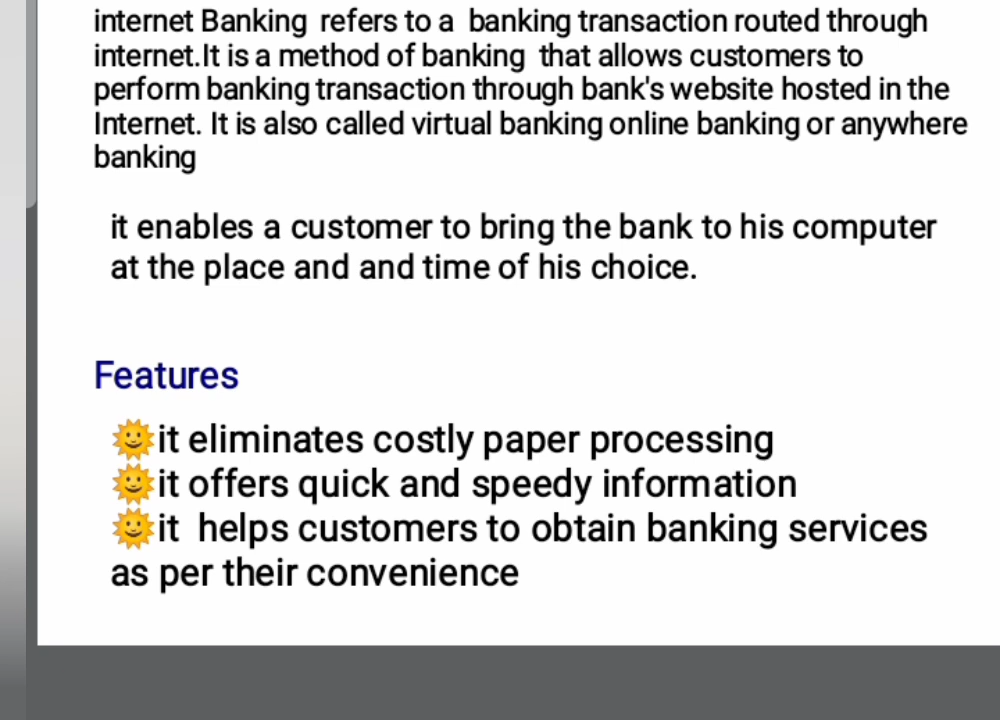 internet Banking  refers to a  banking transaction routed through
internet.It is a method of banking  that allows customers to
perform banking transaction through bank's website hosted in the
Internet. It is also called virtual banking online banking or anywhere
banking
it enables a customer to bring the bank to his computer
at the place and and time of his choice.
Features
🌞it eliminates costly paper processing
🌞it offers quick and speedy information
🌞it  helps customers to obtain banking services
as per their convenience